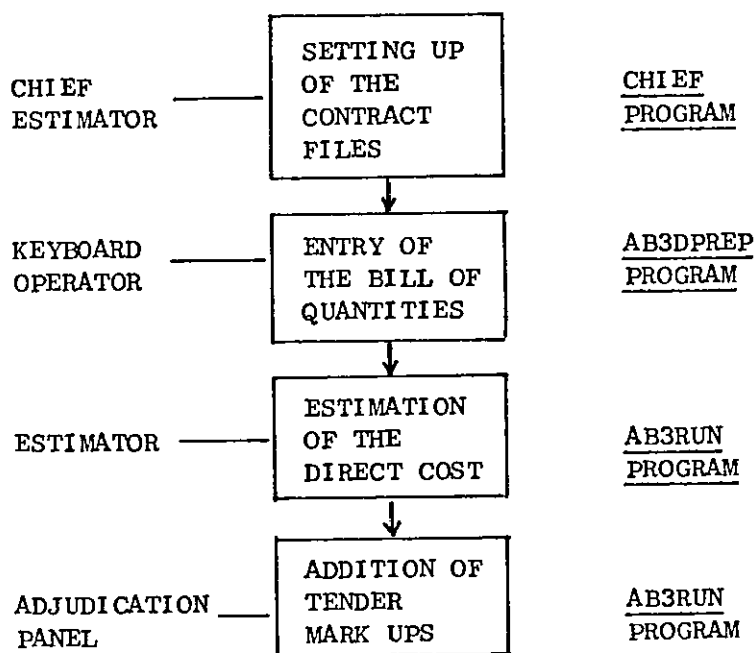 SETTING UP
OF THE
CONTRACT
FILES
CHIEF
ESTIMATOR
CHIEF
PROGRAM
KEYBOARD
OPERATOR
ENTRY OF
THE BILL OF
QUANTITIES
AB3DPREP
PROGRAM
ESTIMATOR
ESTIMATION
OF THE
DIRECT COST
AB3RUN
PROGRAM
ADJUDICATION
PANEL
ADDITION OF
TENDER
MARK UPS
AB3RUN
PROGRAM